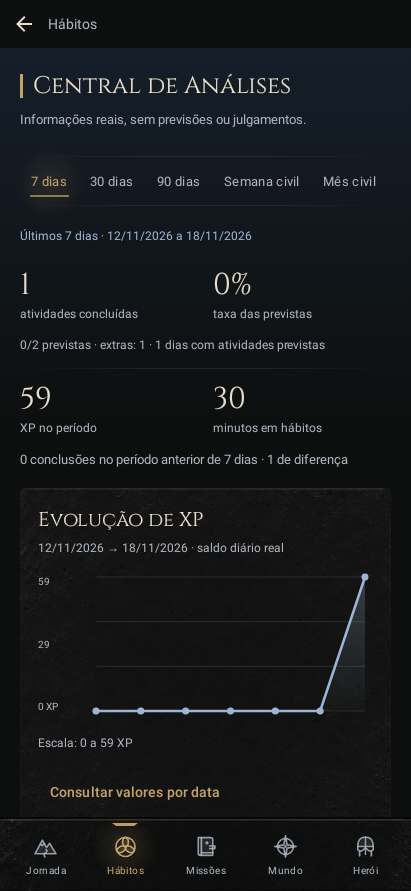 Hábitos
Central de Análises
Informações reais, sem previsões ou julgamentos.
7 dias 30 dias 90 dias Semana civil Mês civil
Últimos 7 dias · 12/11/2026 a 18/11/2026
1 0%
atividades concluídas taxa das previstas
0/2 previstas · extras: 1 · 1 dias com atividades previstas
59 30
XP no período minutos em hábitos
0 conclusões no período anterior de 7 dias · 1 de diferença
Evolução de XP
12/11/2026 → 18/11/2026 · saldo diário real
59
29
0 XP
Escala: 0 a 59 XP
Consultar valores por data
Jornada Hábitos Missões Mundo Herói